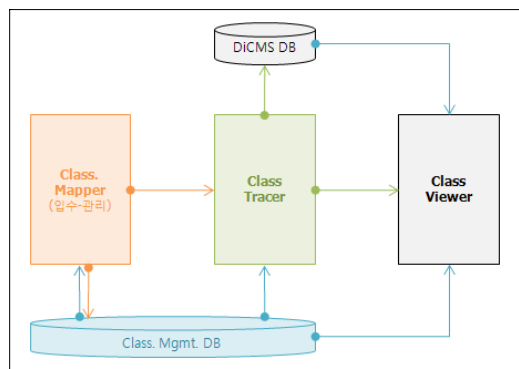 DiCMS DB
Class.
Mapper
(입수-관리)
Class
Tracer
Class
Viewer
Class. Mgmt. DB